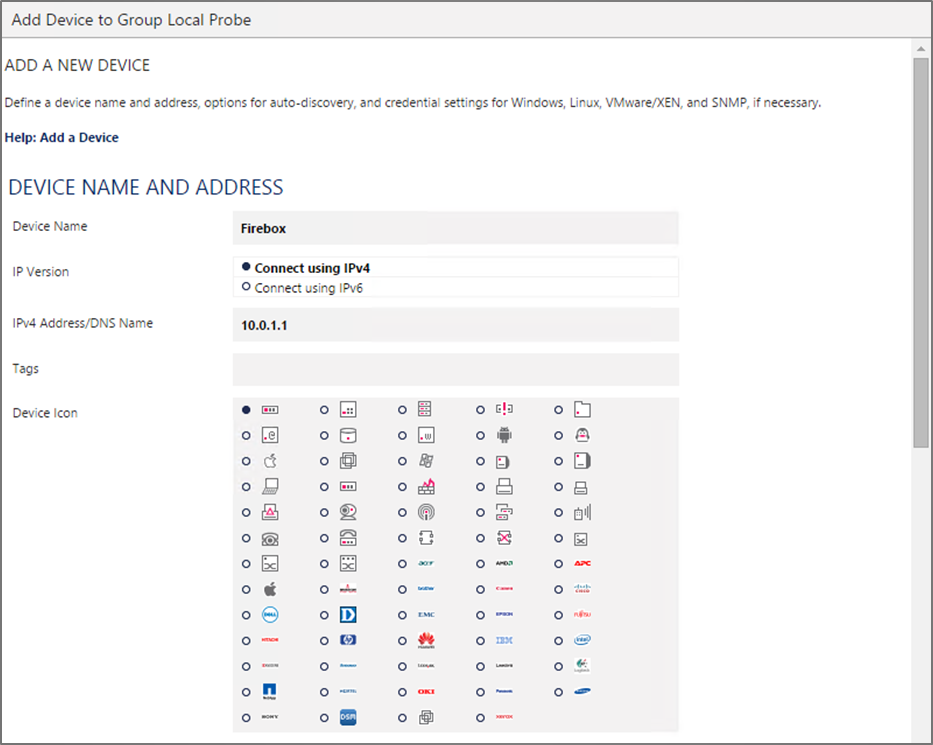 Add Device to Group Local Probe
ADD A NEW DEVICE
Define a device name and address, options for auto-discovery, and credential settings for Windows, Linux, VMware/XEN, and SNMP, if necessary.
Help: Add a Device
DEVICE NAME AND ADDRESS
Device Name
Firebox
IP Version
Connect using IPv4
Connect using IPv6
IPv4 Address/DNS Name
10.0.1.1
Tags
Device Icon
acer AMD APC
brother Canon CISCO
DELL D EMC EPSON FUJITSU
HITACHI hp HUAWEI IBM intel
Lenovo LEXMARK LINKSYS Logitech
NetApp NORTEL OKI Panasonic
SONY DSM XEROX